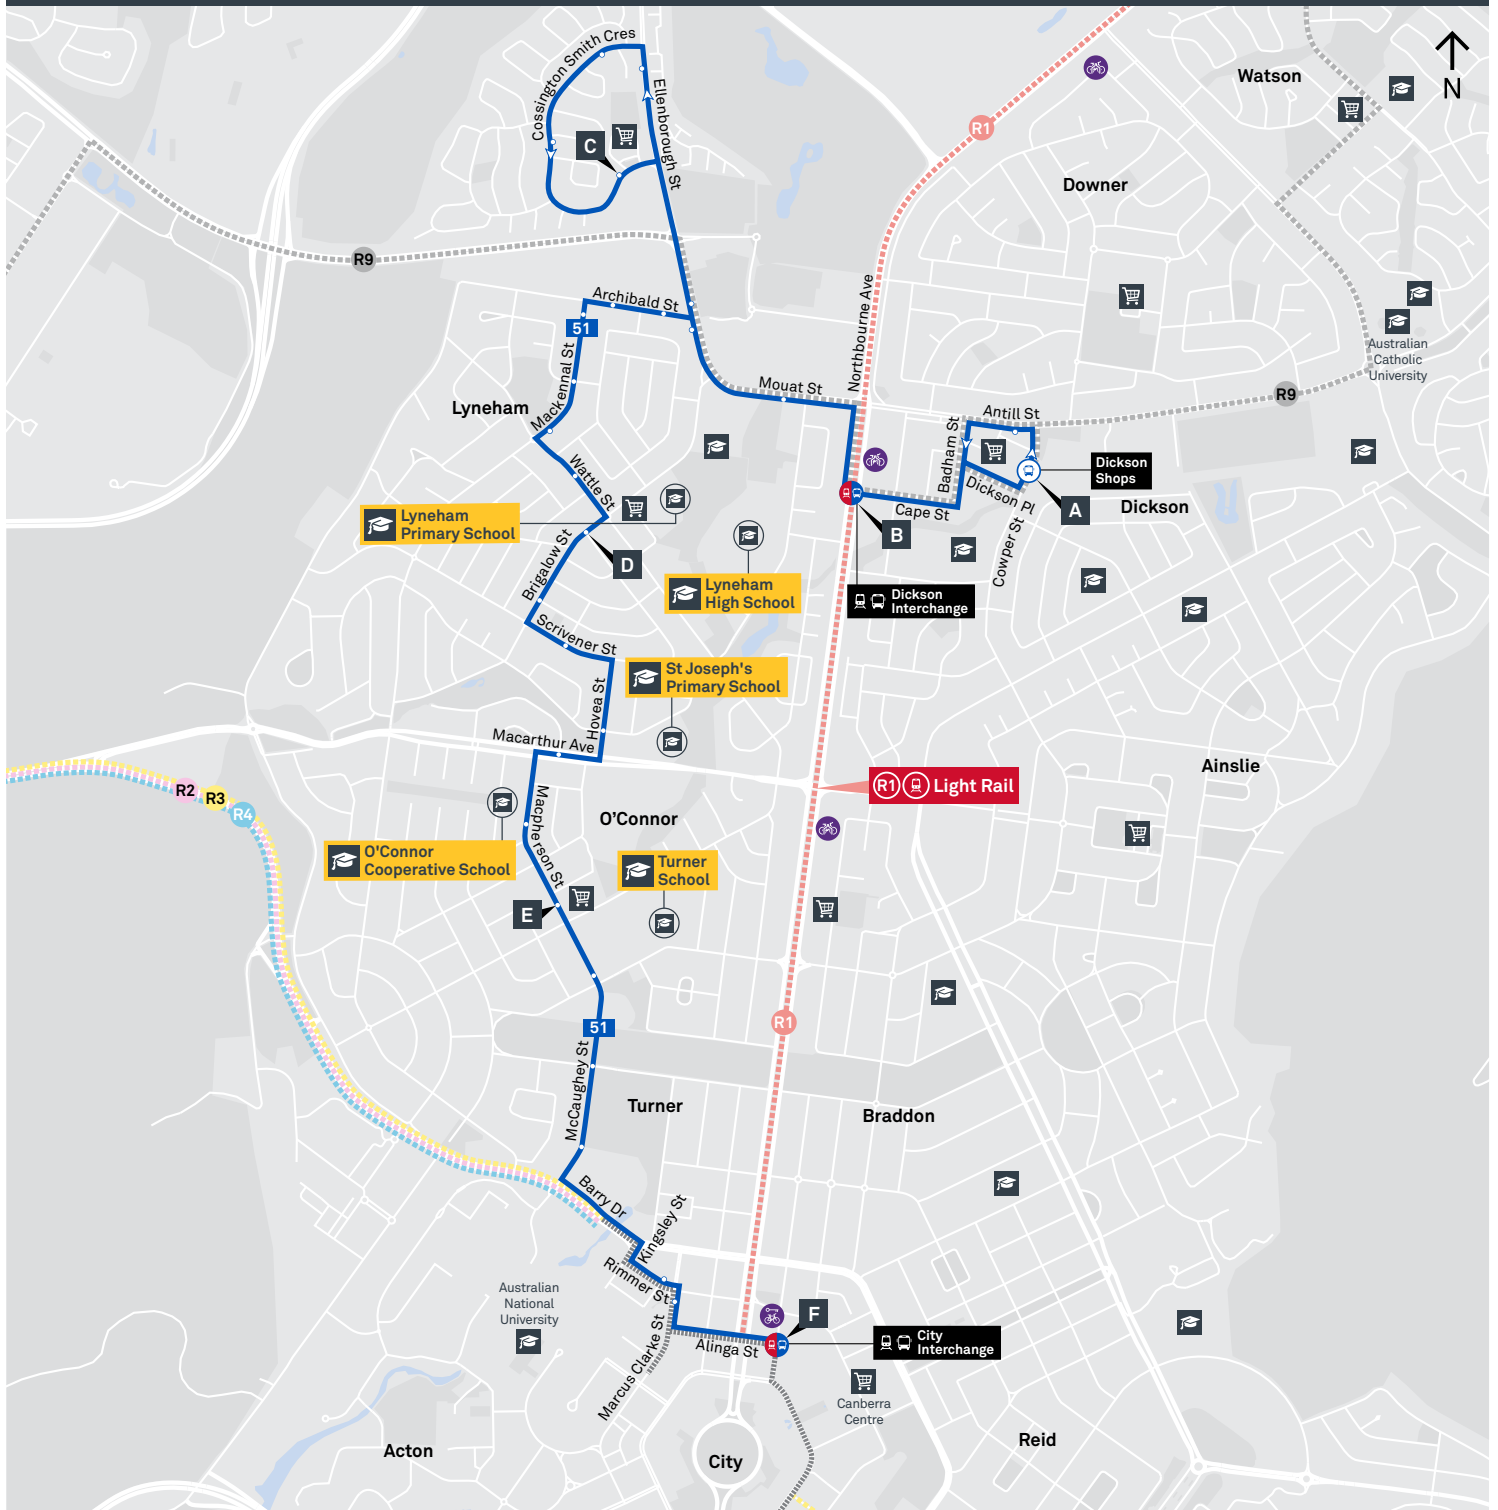 Cossington Smith Cres
Ellenborough St
C
Watson
N
R1
Downer
R9
Archibald St
51
Mackennal St
Northbourne Ave
Mouat St
Australian
Catholic
University
R9
Antill St
Badham St
Lyneham
Wattle St
Dickson
Shops
Dickson Pl
A
Dickson
Cape St
B
Cowper St
Lyneham
Primary School
D
Brigalow St
Lyneham
High School
Dickson
Interchange
Scrivener St
St Joseph's
Primary School
Hovea St
Macarthur Ave
R2
R3
R4
R1
Light Rail
Ainslie
Macpherson St
O'Connor
O'Connor
Cooperative School
Turner
School
E
R1
51
McCaughey St
Turner
Braddon
Barry Dr
Kingsley St
Rimmer St
Australian
National
University
Marcus Clarke St
Alinga St
F
City
Interchange
Canberra
Centre
Acton
City
Reid